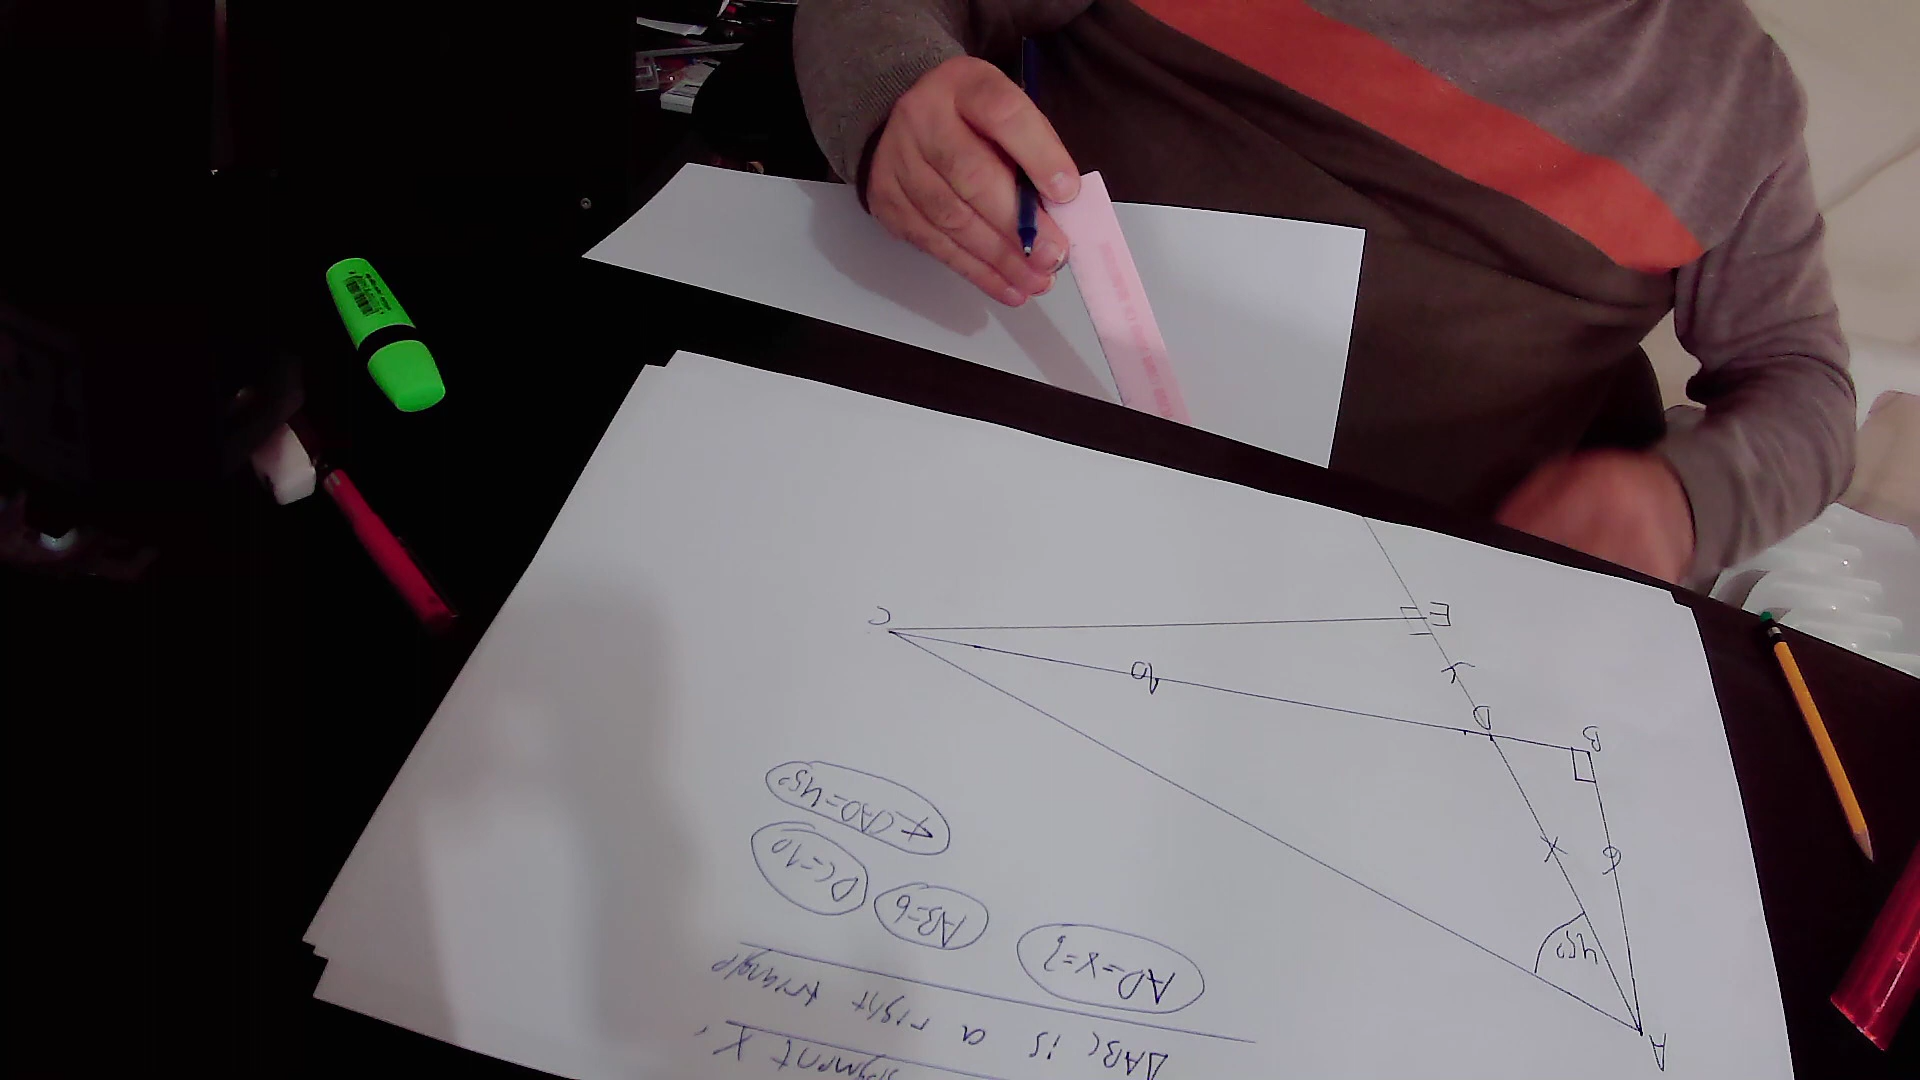 segment X,
ΔABC is a right triangle
AD=X=?
AB=6
DC=10
∢CAD=45°
A
45°
6
X
B
D
Y
E
10
C